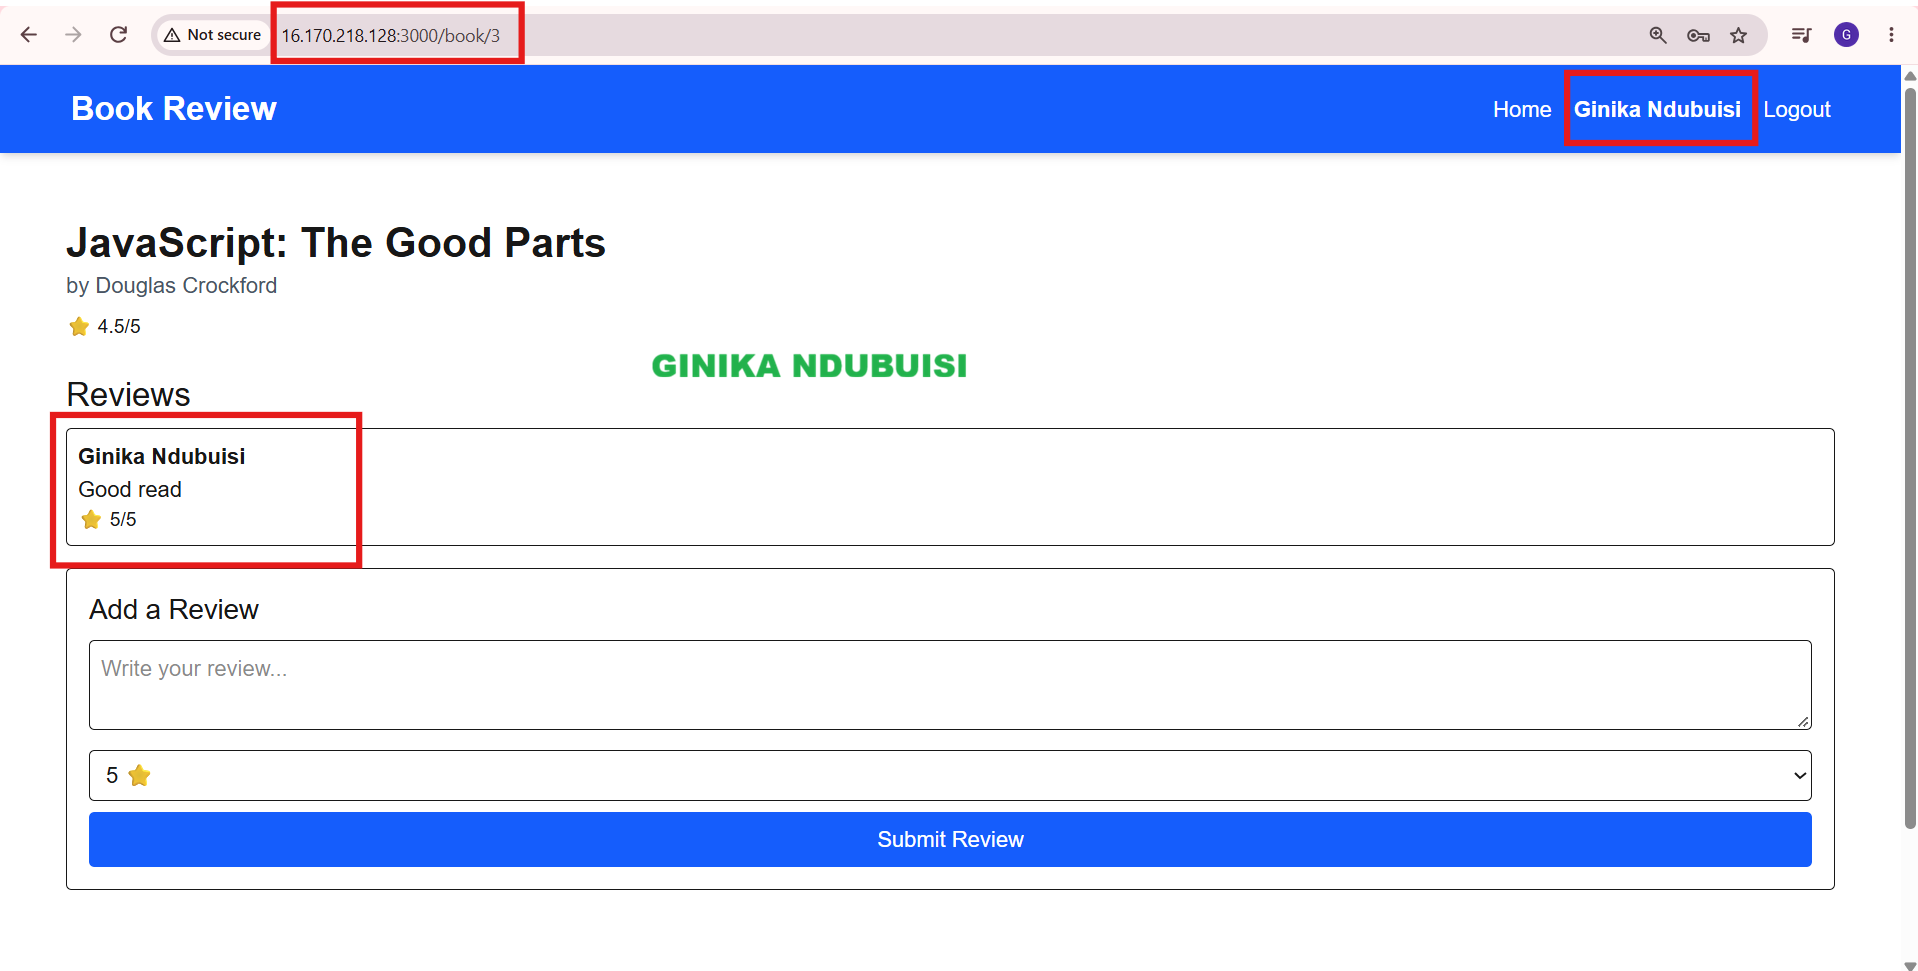 Not secure 16.170.218.128:3000/book/3 G
Book Review Home Ginika Ndubuisi Logout
JavaScript: The Good Parts
by Douglas Crockford
4.5/5
GINIKA NDUBUISI
Reviews
Ginika Ndubuisi
Good read
5/5
Add a Review
Write your review...
5
Submit Review